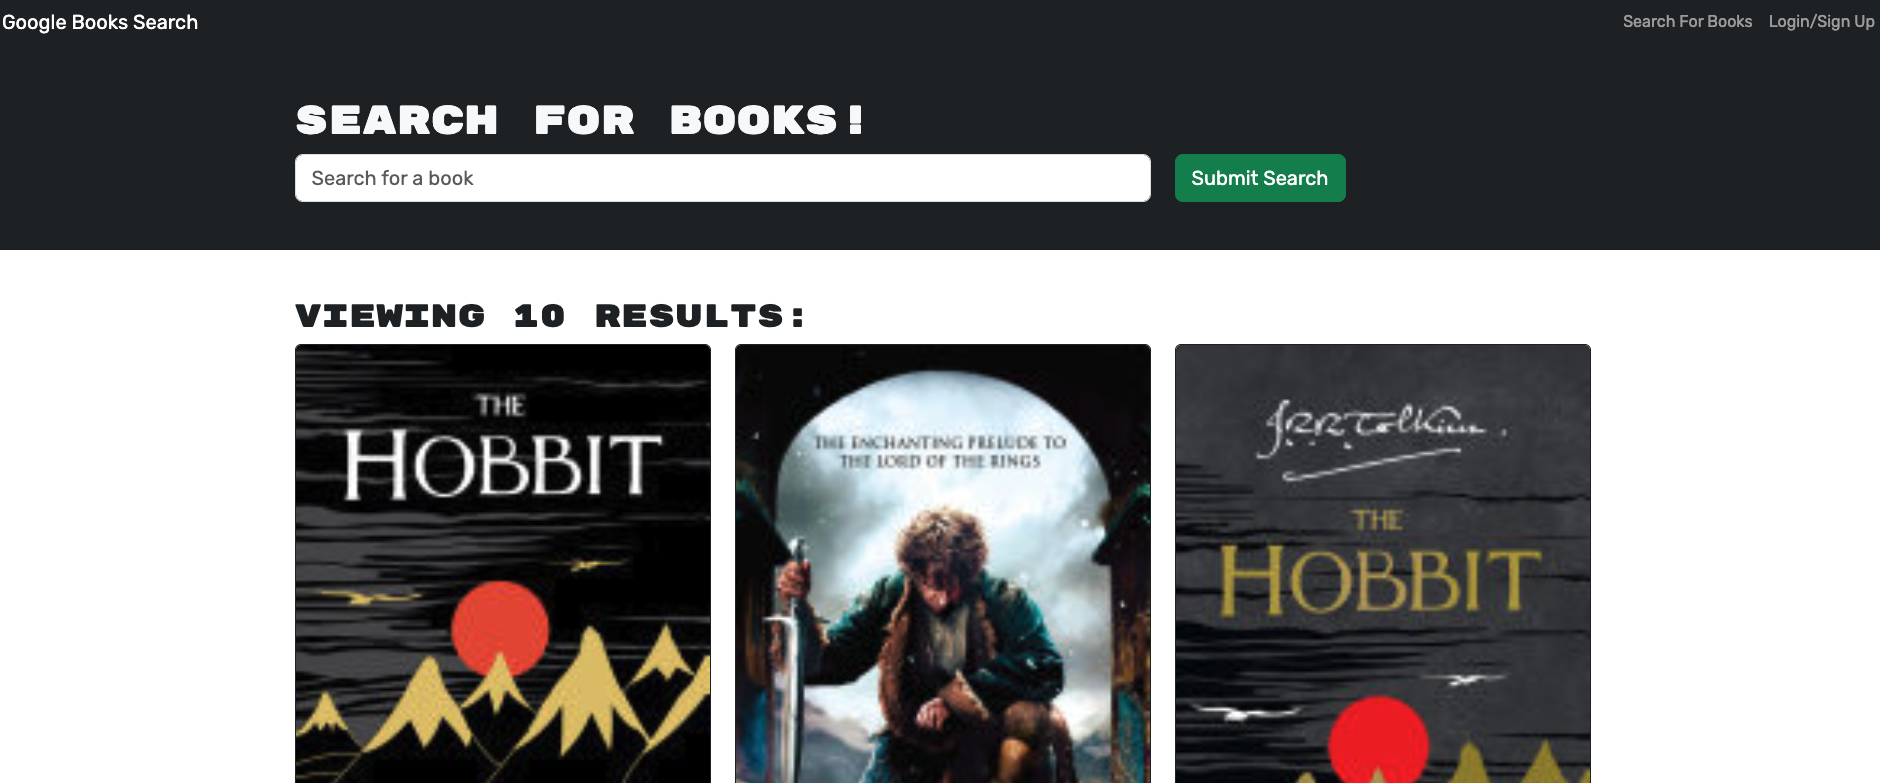 Google Books Search
Search For Books
Login/Sign Up
SEARCH FOR BOOKS!
Search for a book
Submit Search
VIEWING 10 RESULTS:
THE
HOBBIT
THE ENCHANTING PRELUDE TO
THE LORD OF THE RINGS
J.R.R. Tolkien.
THE
HOBBIT